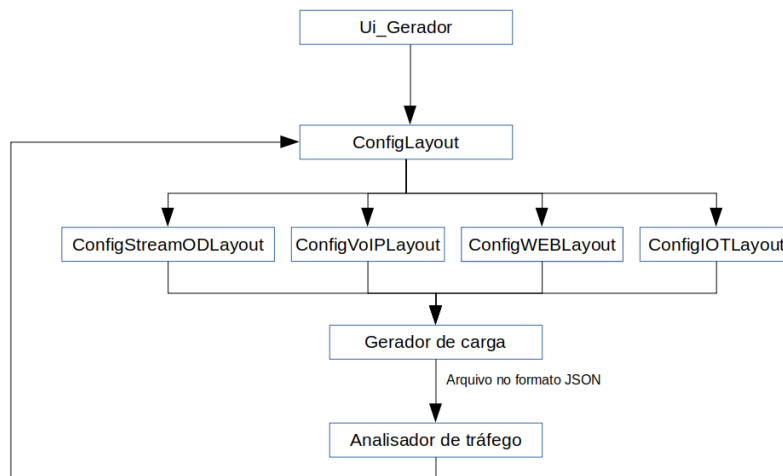 Ui_Gerador
ConfigLayout
ConfigStreamODLayout
ConfigVoIPLayout
ConfigWEBLayout
ConfigIOTLayout
Gerador de carga
Arquivo no formato JSON
Analisador de tráfego